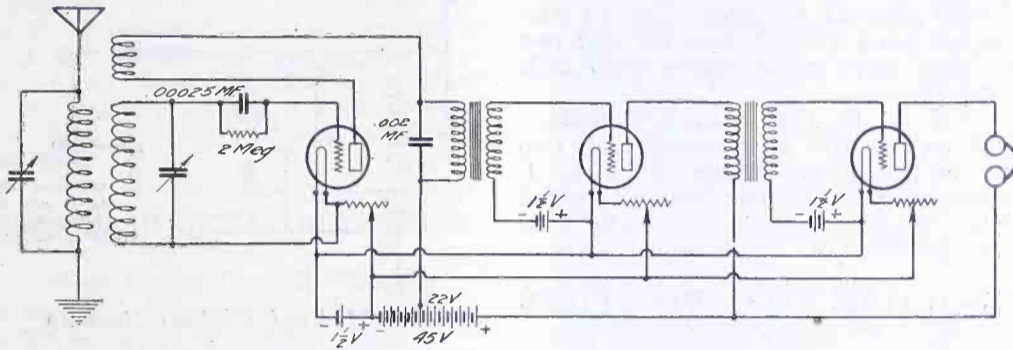 .00025 MF
2 Meg
.002
MF
1½V
- +
1½V
- +
22V
- + - +
1½V
45V